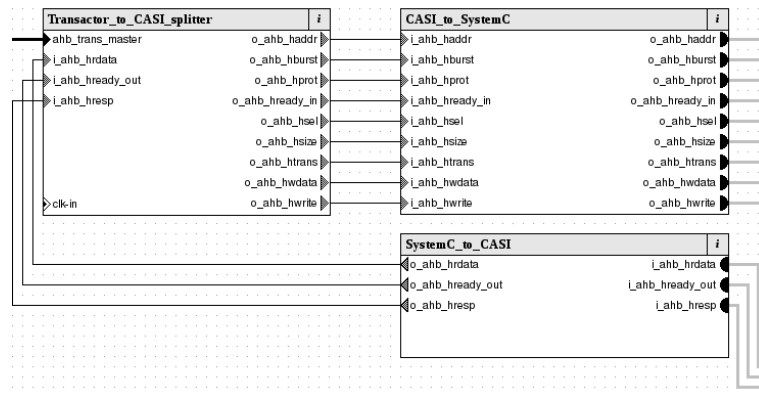 Transactor_to_CASI_splitter i
ahb_trans_master o_ahb_haddr
i_ahb_hrdata o_ahb_hburst
i_ahb_hready_out o_ahb_hprot
i_ahb_hresp o_ahb_hready_in
o_ahb_hsel
o_ahb_hsize
o_ahb_htrans
o_ahb_hwdata
clk-in o_ahb_hwrite
CASI_to_SystemC i
i_ahb_haddr o_ahb_haddr
i_ahb_hburst o_ahb_hburst
i_ahb_hprot o_ahb_hprot
i_ahb_hready_in o_ahb_hready_in
i_ahb_hsel o_ahb_hsel
i_ahb_hsize o_ahb_hsize
i_ahb_htrans o_ahb_htrans
i_ahb_hwdata o_ahb_hwdata
i_ahb_hwrite o_ahb_hwrite
SystemC_to_CASI i
o_ahb_hrdata i_ahb_hrdata
o_ahb_hready_out i_ahb_hready_out
o_ahb_hresp i_ahb_hresp